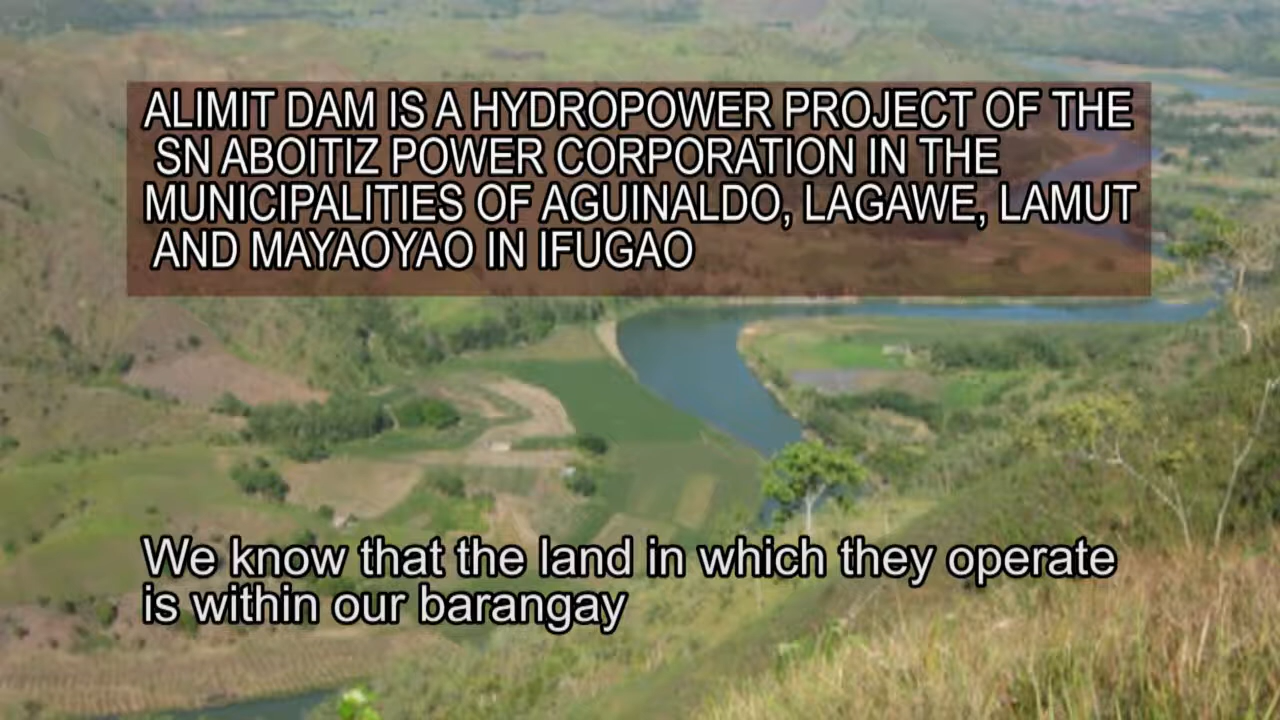 ALIMIT DAM IS A HYDROPOWER PROJECT OF THE
SN ABOITIZ POWER CORPORATION IN THE
MUNICIPALITIES OF AGUINALDO, LAGAWE, LAMUT
AND MAYAOYAO IN IFUGAO
We know that the land in which they operate
is within our barangay